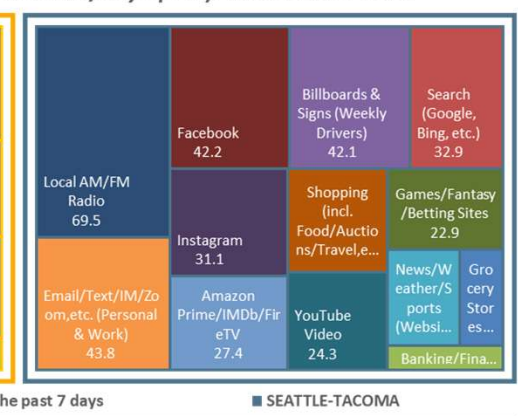 Local AM/FM
Radio
69.5
Email/Text/IM/Zo
om,etc. (Personal
& Work)
43.8
Facebook
42.2
Instagram
31.1
Amazon
Prime/IMDb/Fir
eTV
27.4
Billboards &
Signs (Weekly
Drivers)
42.1
Search
(Google,
Bing, etc.)
32.9
Shopping
(incl.
Food/Auctio
ns/Travel,e...
YouTube
Video
24.3
Games/Fantasy
/Betting Sites
22.9
News/W
eather/S
ports
(Websi...
Gro
cery
Stor
es...
Banking/Fina...
he past 7 days
SEATTLE-TACOMA